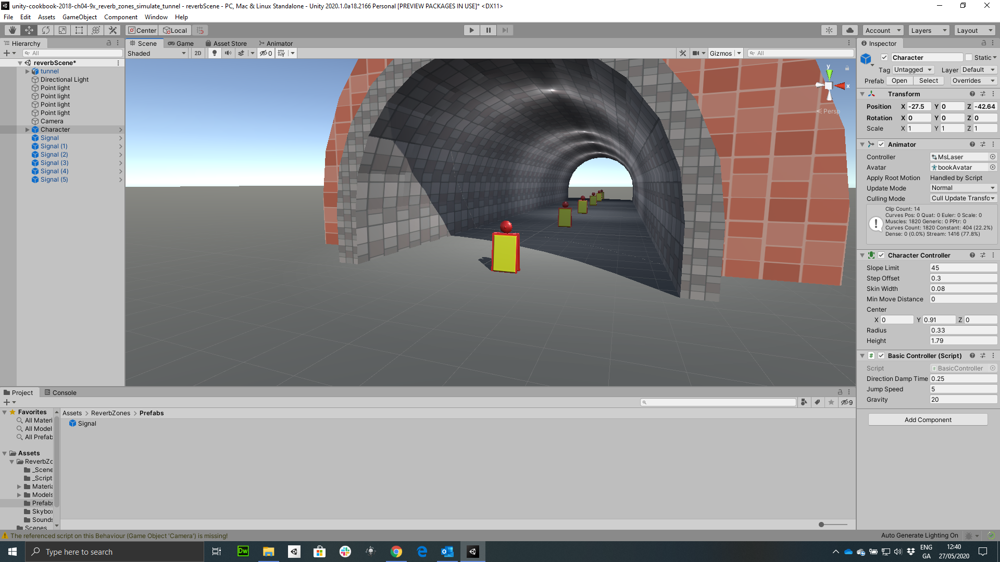 unity-cookbook-2018-ch04-9x_reverb_zones_simulate_tunnel - reverbScene - PC, Mac & Linux Standalone - Unity 2020.1.0a18.2166 Personal [PREVIEW PACKAGES IN USE]* <DX11>
File Edit Assets GameObject Component Window Help
Center Local Account Layers Layout
Hierarchy
All
reverbScene*
tunnel
Directional Light
Point light
Point light
Point light
Point light
Camera
Character
Signal
Signal (1)
Signal (2)
Signal (3)
Signal (4)
Signal (5)
Scene Game Asset Store Animator
Shaded 2D 0 Gizmos All
y
x
Persp
Inspector
Character Static
Tag Untagged Layer Default
Prefab Open Select Overrides
Transform
Position X -27.5 Y 0 Z -42.64
Rotation X 0 Y 0 Z 0
Scale X 1 Y 1 Z 1
Animator
Controller MsLaser
Avatar bookAvatar
Apply Root Motion Handled by Script
Update Mode Normal
Culling Mode Cull Update Transfo
Clip Count: 14
Curves Pos: 0 Quat: 0 Euler: 0 Scale: 0
Muscles: 1820 Generic: 0 PPtr: 0
Curves Count: 1820 Constant: 404 (22.2%)
Dense: 0 (0.0%) Stream: 1416 (77.8%)
Character Controller
Slope Limit 45
Step Offset 0.3
Skin Width 0.08
Min Move Distance 0
Center
X 0 Y 0.91 Z 0
Radius 0.33
Height 1.79
Basic Controller (Script)
Script BasicController
Direction Damp Time 0.25
Jump Speed 5
Gravity 20
Add Component
Project Console
9
Favorites
All Materi
All Model
All Prefab
Assets
ReverbZo
_Scene
_Script
Materia
Models
Prefabs
Skybox
Sounds
Scenes
Assets > ReverbZones > Prefabs
Signal
The referenced script on this Behaviour (Game Object 'Camera') is missing!
Auto Generate Lighting On
Type here to search
Dw
ENG
GA
12:40
27/05/2020